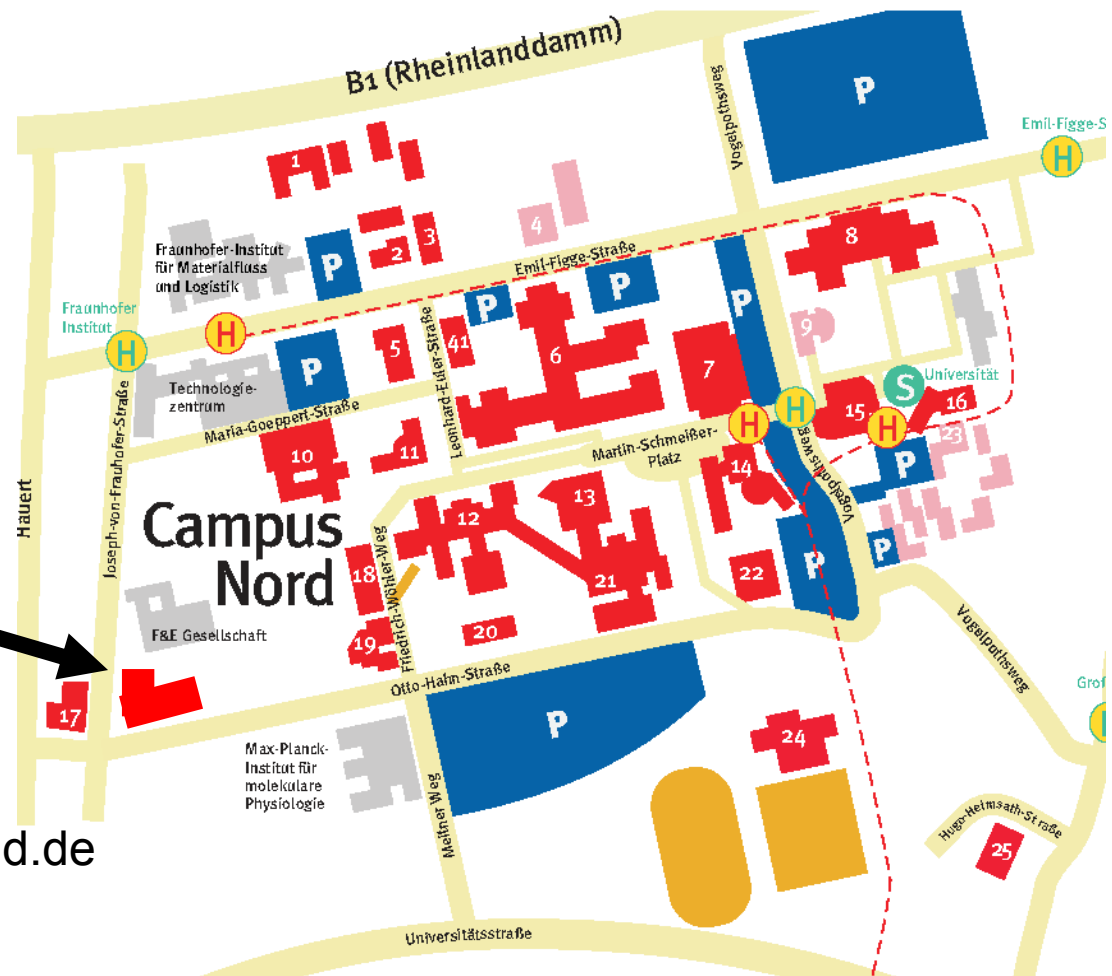 B1 (Rheinlanddamm)
Vogelpothsweg
P
Emil-Figge-S
H
1
4
3
2
8
Fraunhofer-Institut
für Materialfluss
und Logistik
P
Emil-Figge-Straße
P
P
P
Fraunhofer
Institut
H
H
9
5
41
6
7
P
Technologie-
zentrum
Leonhard-Euler-Straße
S
Universität
Maria-Goeppert-Straße
15
16
H
H
H
23
10
11
Martin-Schmeißer-
Platz
14
P
Vogelpothsweg
Vogelpothsweg
Hauert
Joseph-von-Frauhofer-Straße
Campus
Nord
12
13
18
Friedrich-Wöhler-Weg
21
22
P
P
F&E Gesellschaft
19
20
Otto-Hahn-Straße
Vogelpothsweg
17
P
24
Grof
Max-Planck-
Institut für
molekulare
Physiologie
Meitner Weg
Hugo-Heimsath-Straße
25
d.de
Universitätsstraße